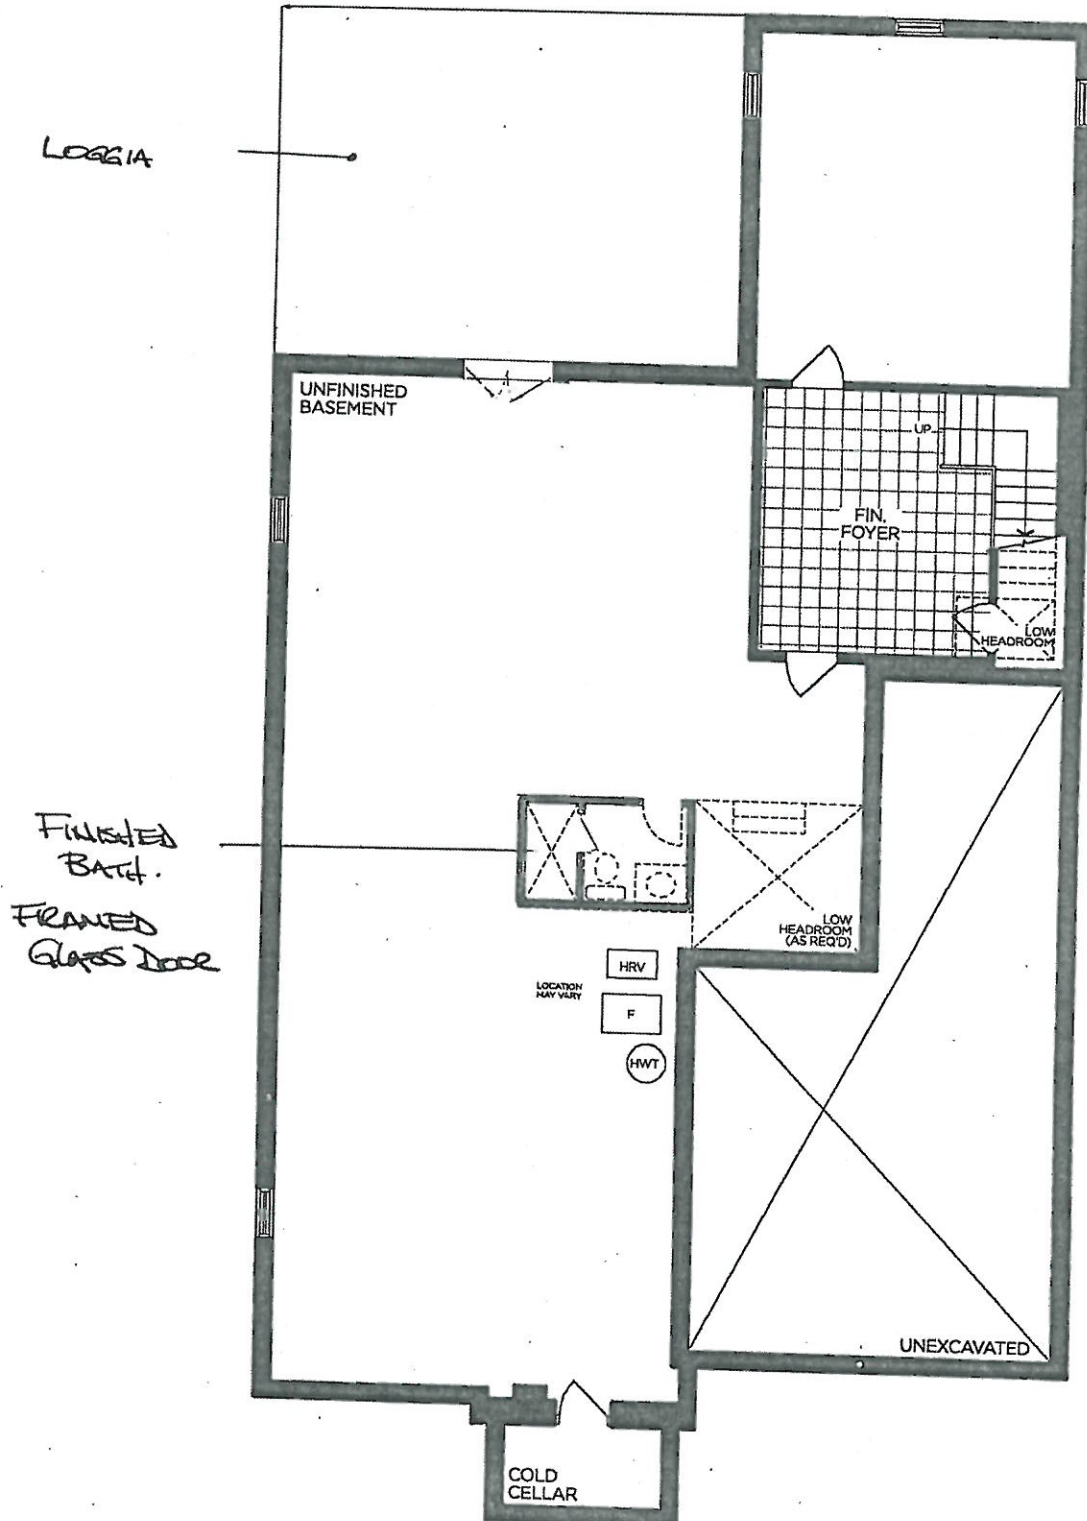 LOGGIA
UNFINISHED
BASEMENT
UP
FIN.
FOYER
LOW
HEADROOM
FINISHED
BATH.
FRAMED
GLASS DOOR
LOW
HEADROOM
(AS REQ'D)
HRV
LOCATION
MAY VARY
F
HWT
UNEXCAVATED
COLD
CELLAR